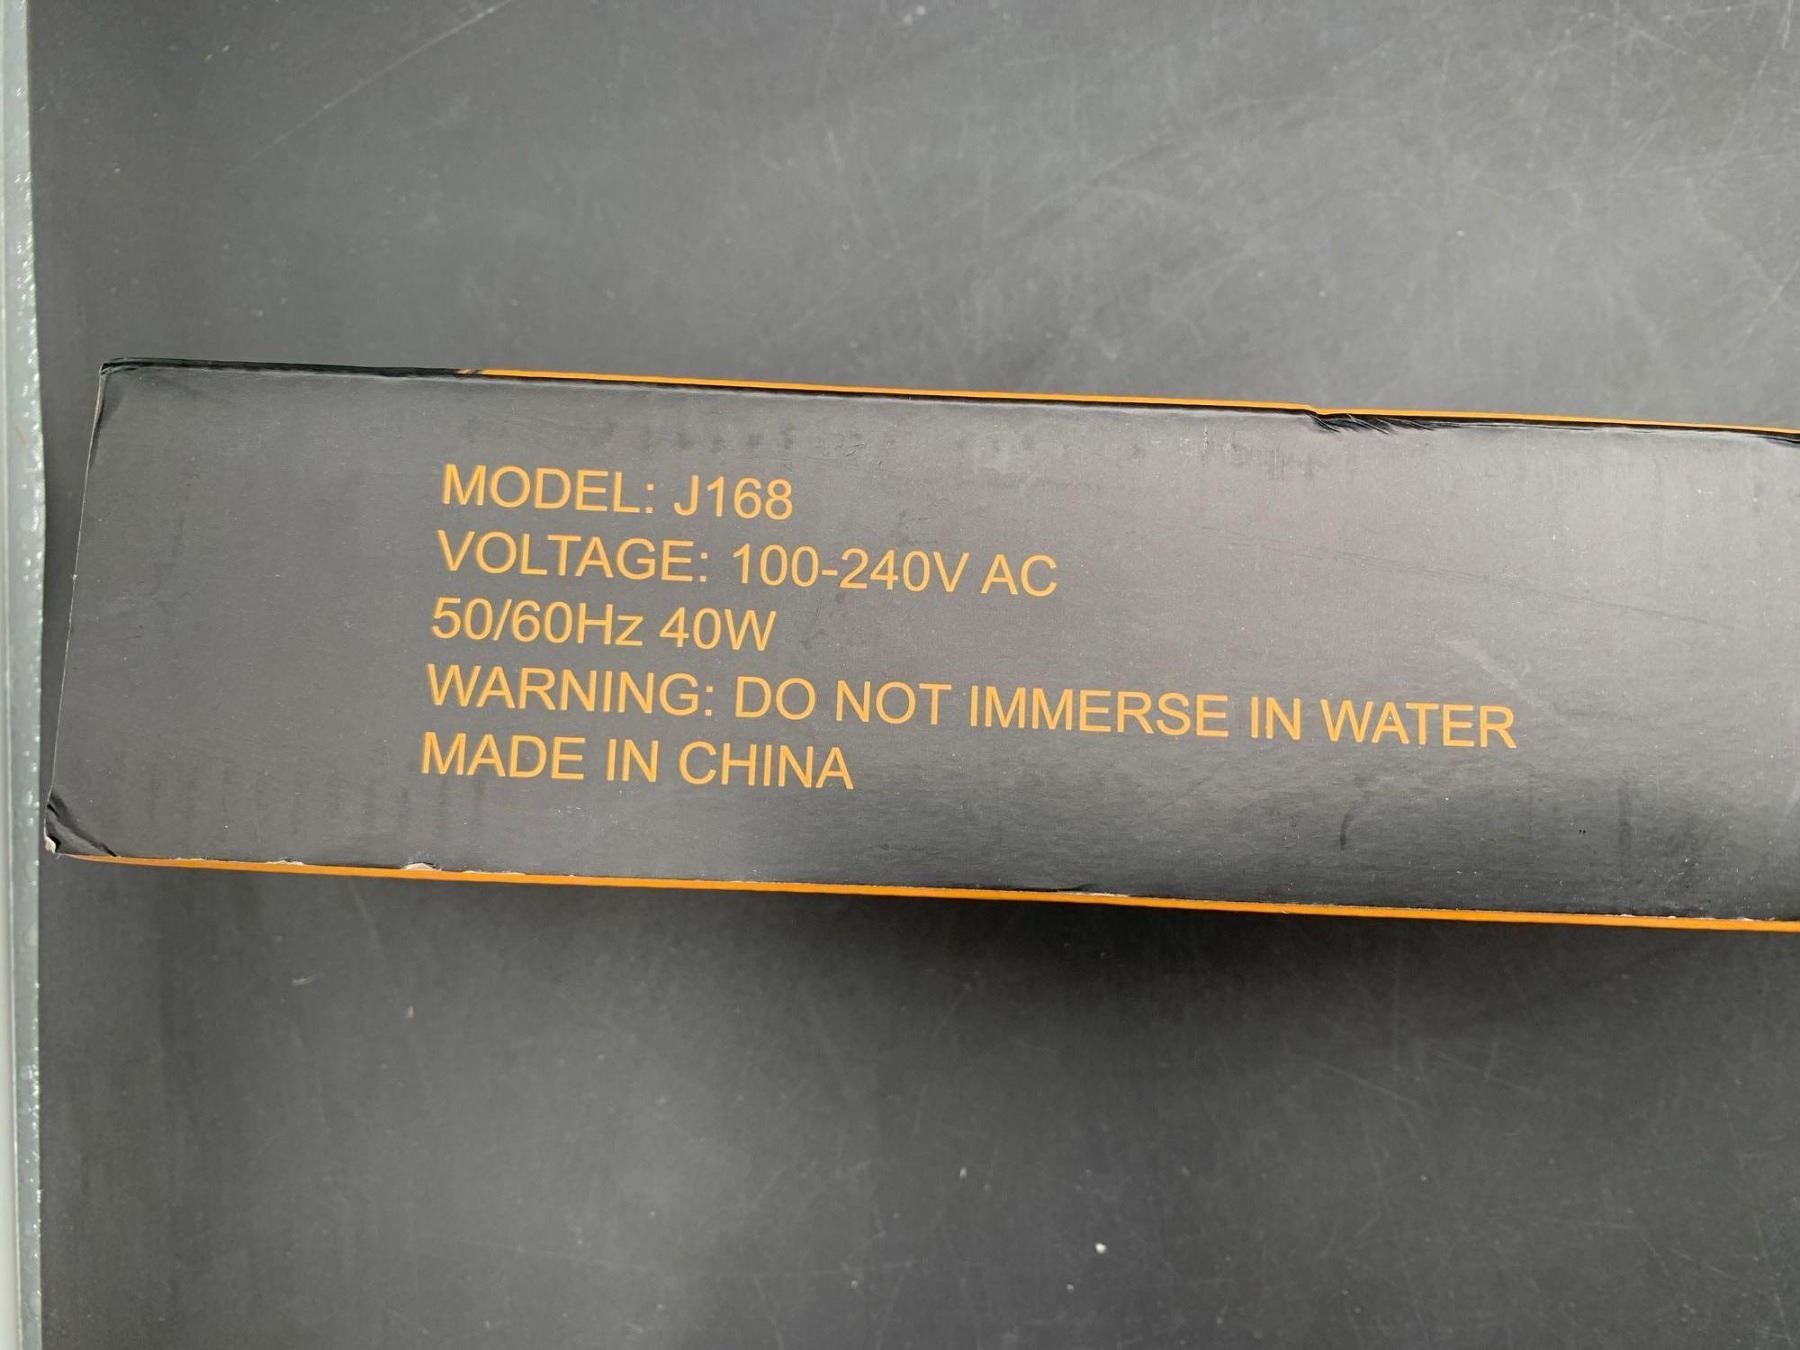 MODEL: J168
VOLTAGE: 100-240V AC
50/60Hz 40W
WARNING: DO NOT IMMERSE IN WATER
MADE IN CHINA